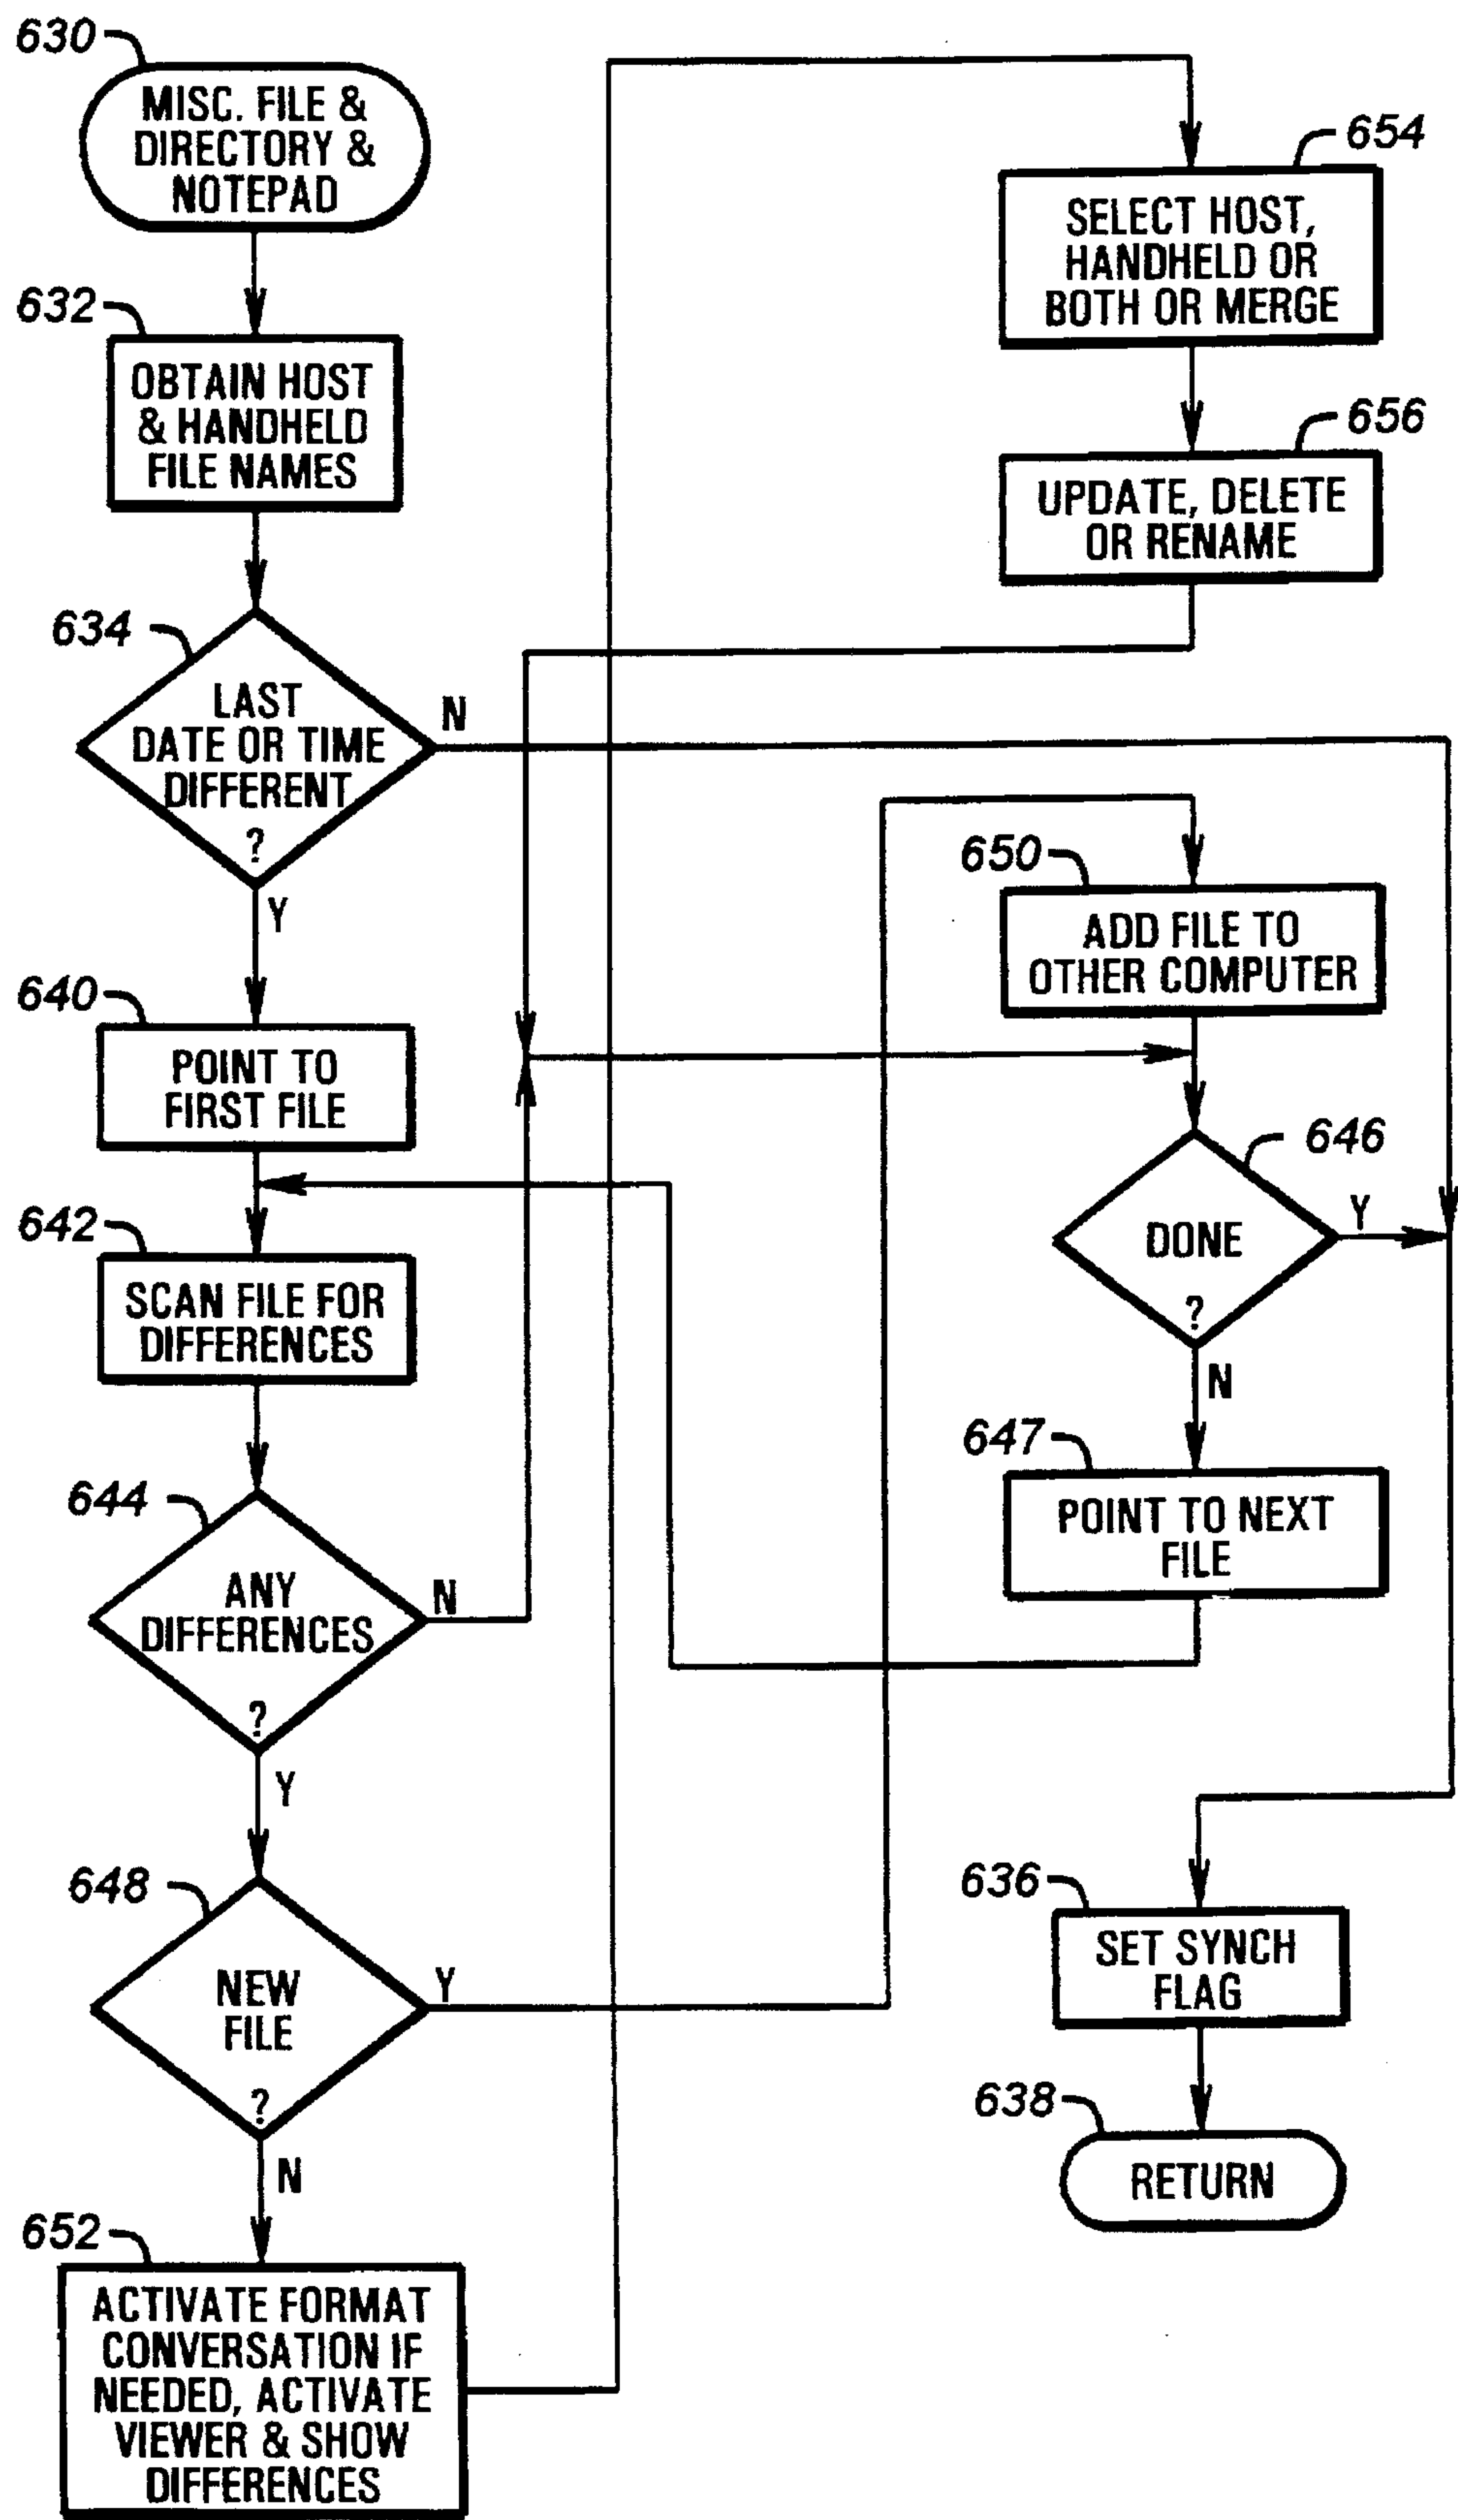 630
MISC. FILE &
DIRECTORY &
NOTEPAD
632
OBTAIN HOST
& HANDHELD
FILE NAMES
634
LAST
DATE OR TIME
DIFFERENT
?
N
Y
640
POINT TO
FIRST FILE
642
SCAN FILE FOR
DIFFERENCES
644
ANY
DIFFERENCES
?
N
Y
648
NEW
FILE
?
Y
N
652
ACTIVATE FORMAT
CONVERSATION IF
NEEDED, ACTIVATE
VIEWER & SHOW
DIFFERENCES
654
SELECT HOST,
HANDHELD OR
BOTH OR MERGE
656
UPDATE, DELETE
OR RENAME
650
ADD FILE TO
OTHER COMPUTER
646
DONE
?
Y
N
647
POINT TO NEXT
FILE
636
SET SYNCH
FLAG
638
RETURN